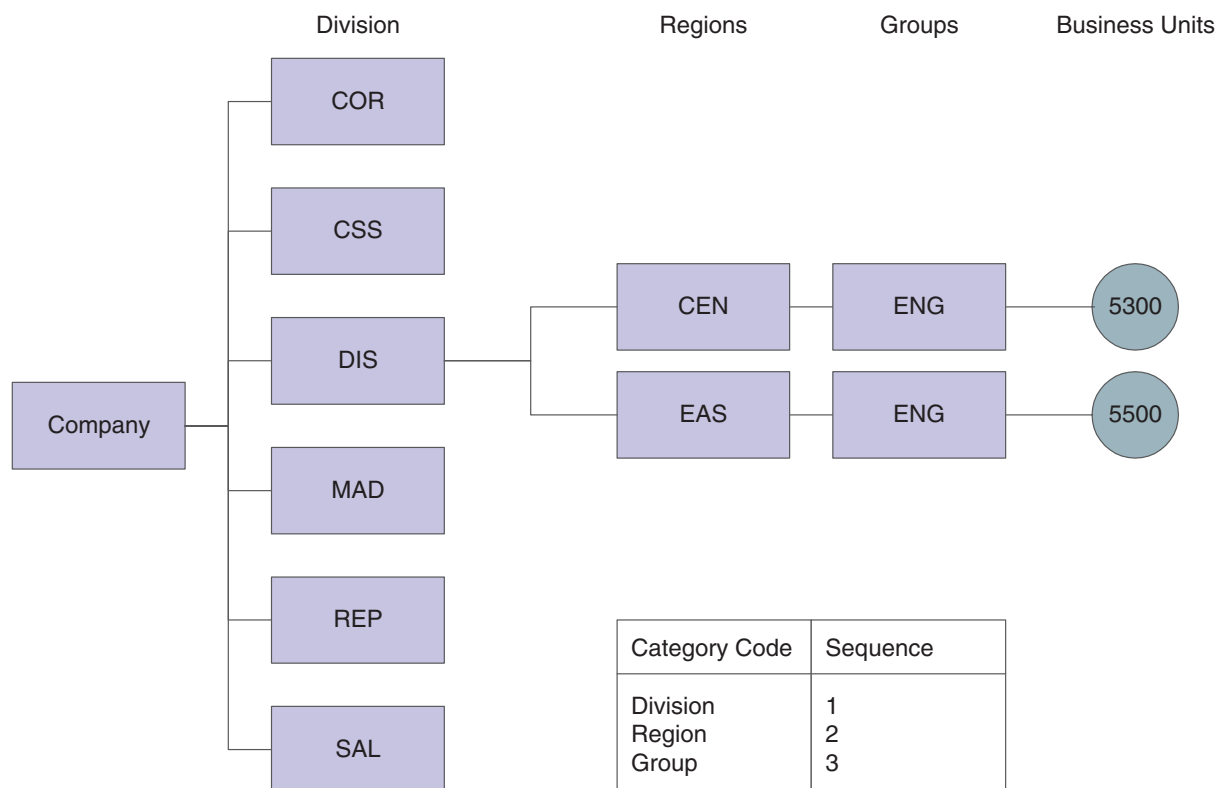 Division Regions Groups Business Units
COR
CSS
CEN ENG 5300
DIS
EAS ENG 5500
Company
MAD
REP
Category Code Sequence
Division 1
Region 2
Group 3
SAL